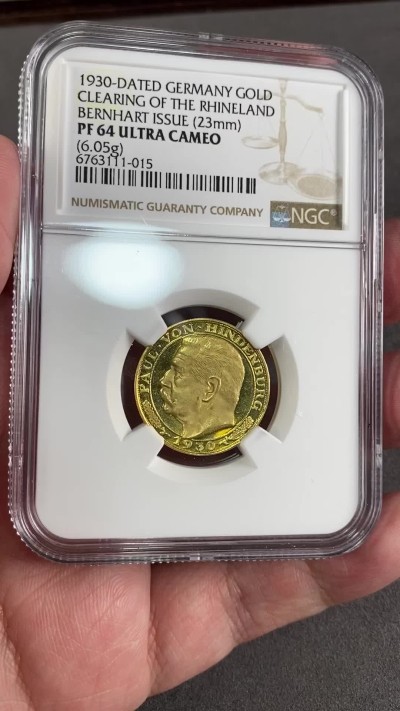 1930-DATED GERMANY GOLD
CLEARING OF THE RHINELAND
BERNHART ISSUE (23mm)
PF 64 ULTRA CAMEO
(6.05g)
6763111-015
NUMISMATIC GUARANTY COMPANY
NGC®
PAUL · VON · HINDENBURG
1930